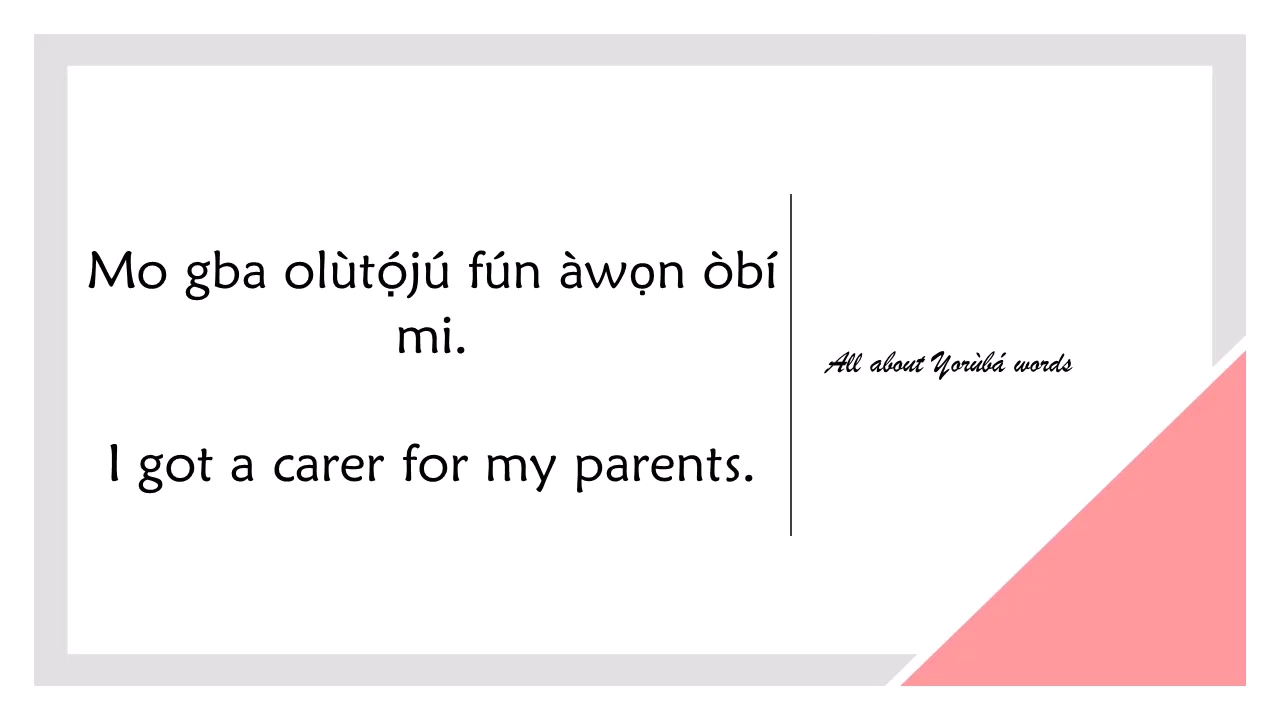 Mo gba olùtọ́jú fún àwọn òbí
mi.
I got a carer for my parents.
All about Yorùbá words